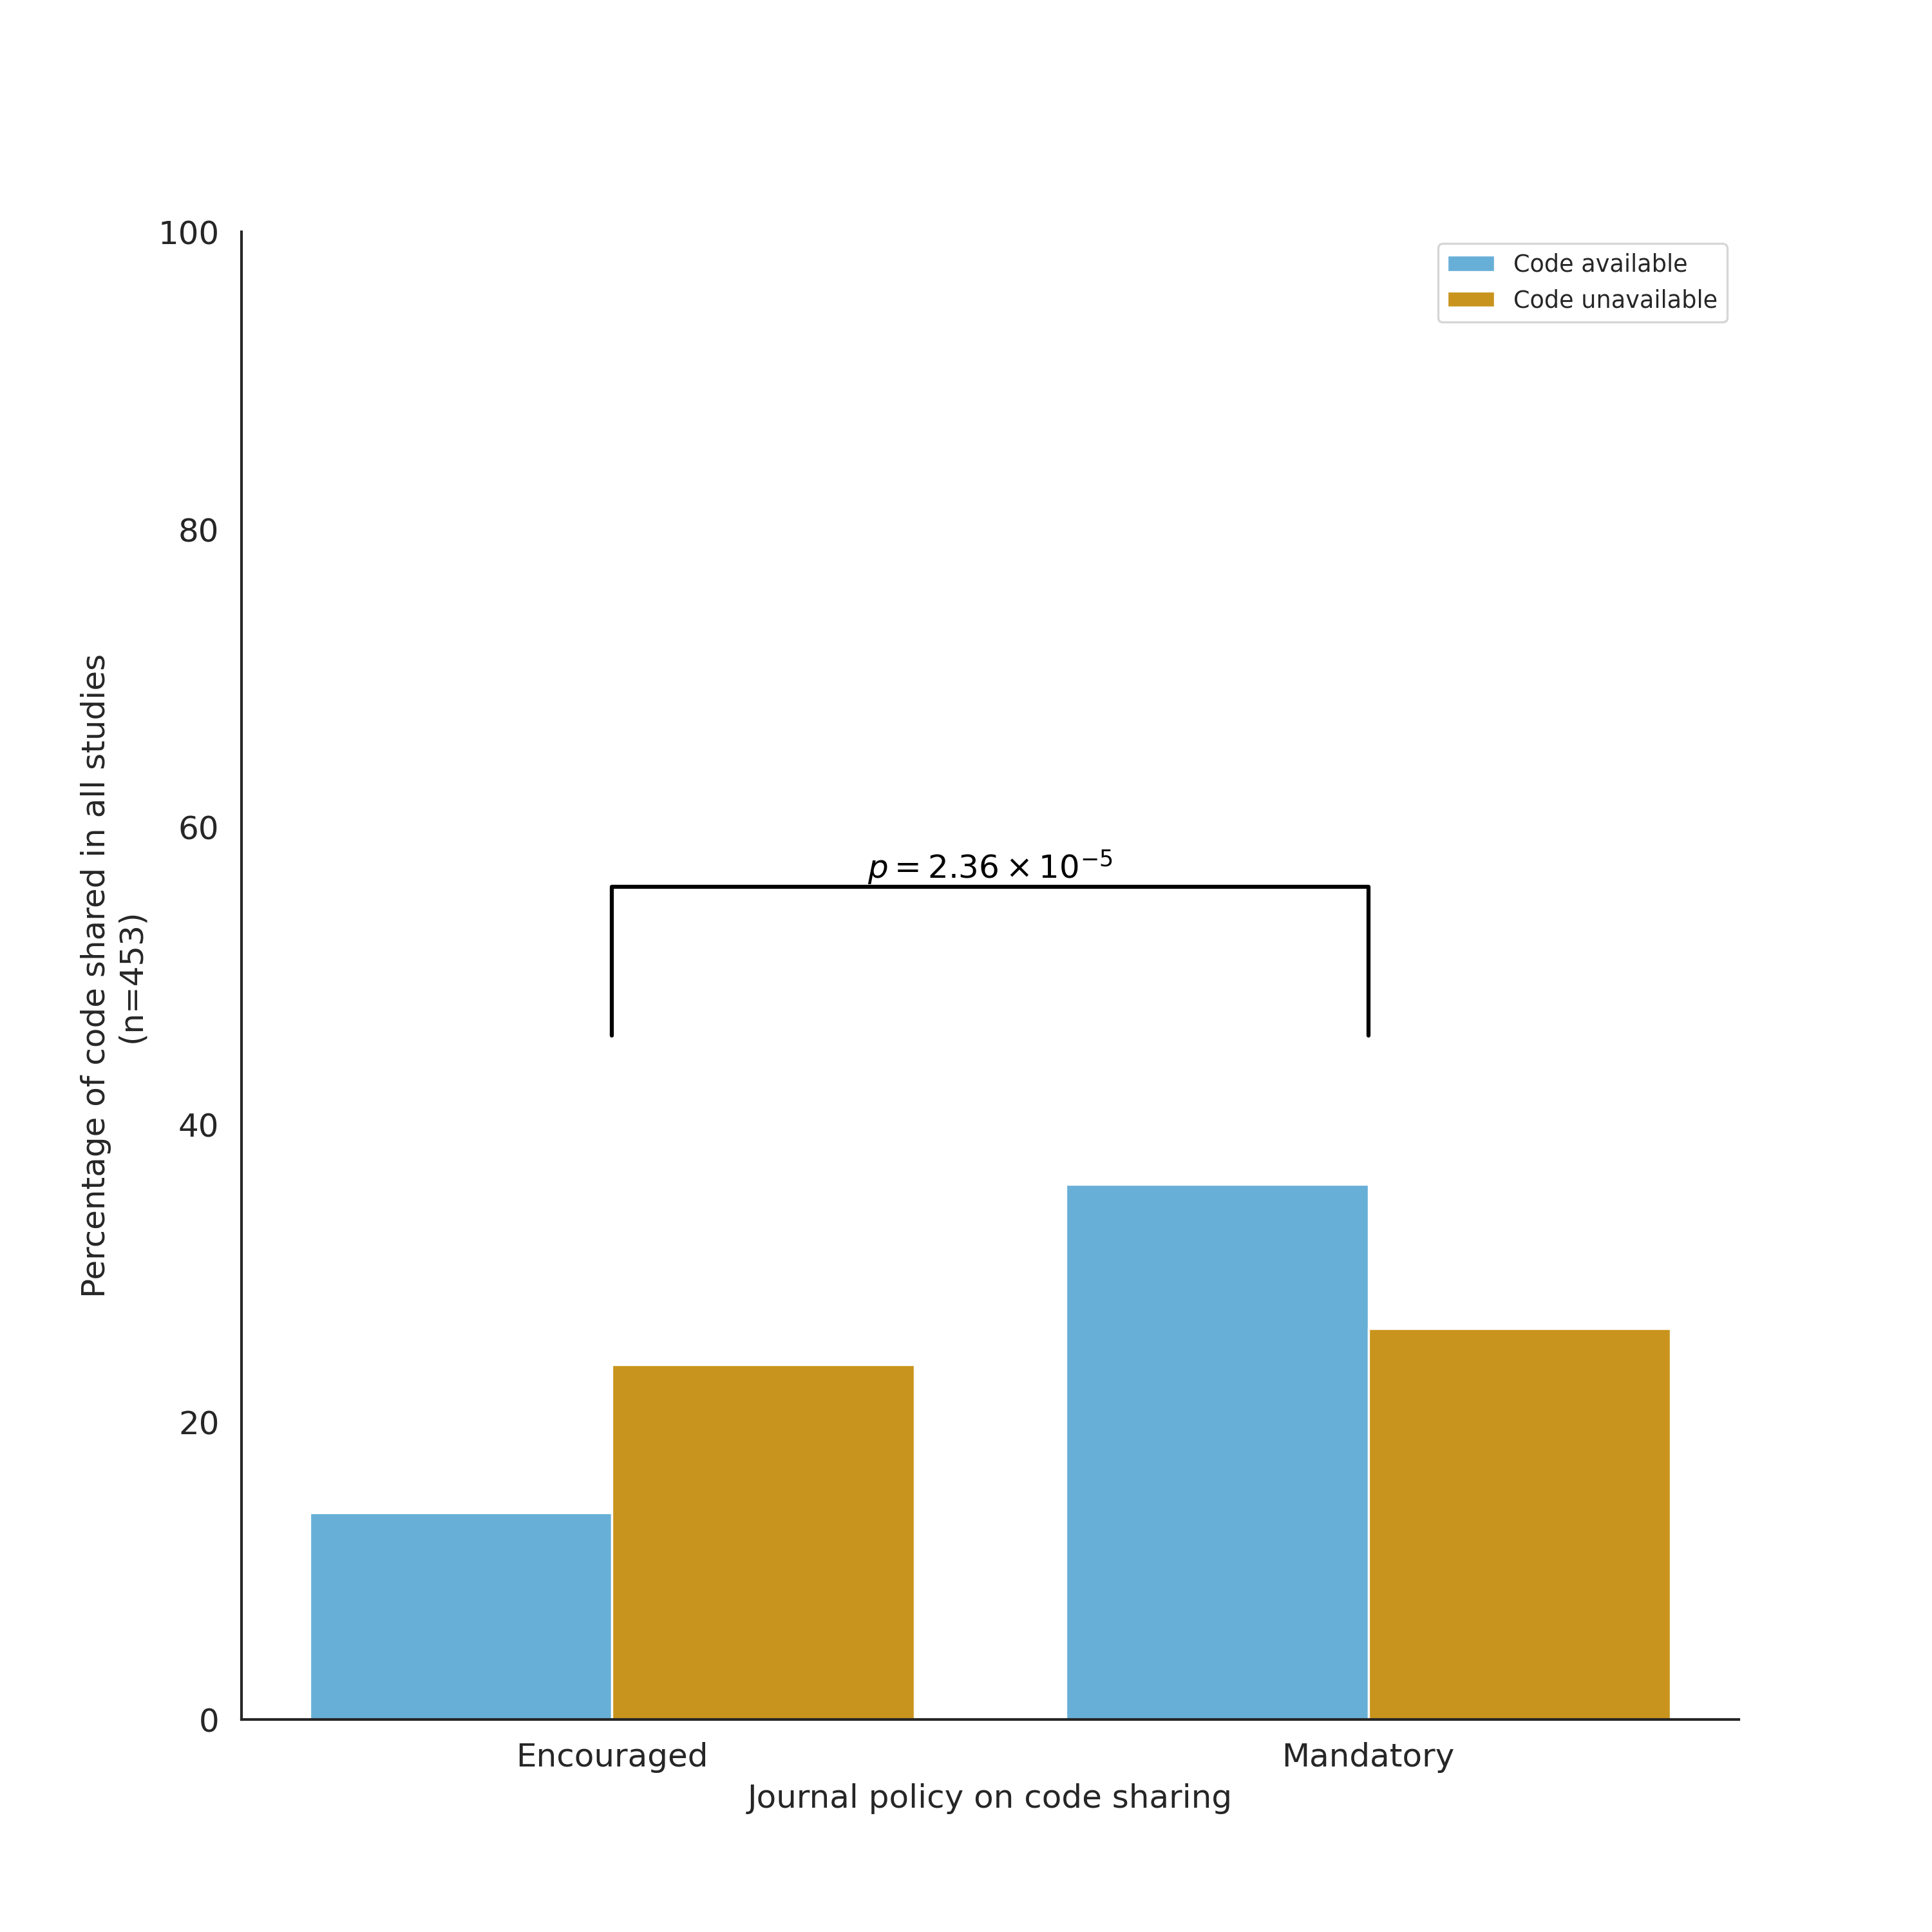 100
80
60
40
20
0
Percentage of code shared in all studies
(n=453)
Code available
Code unavailable
p = 2.36 × 10⁻⁵
Encouraged
Mandatory
Journal policy on code sharing